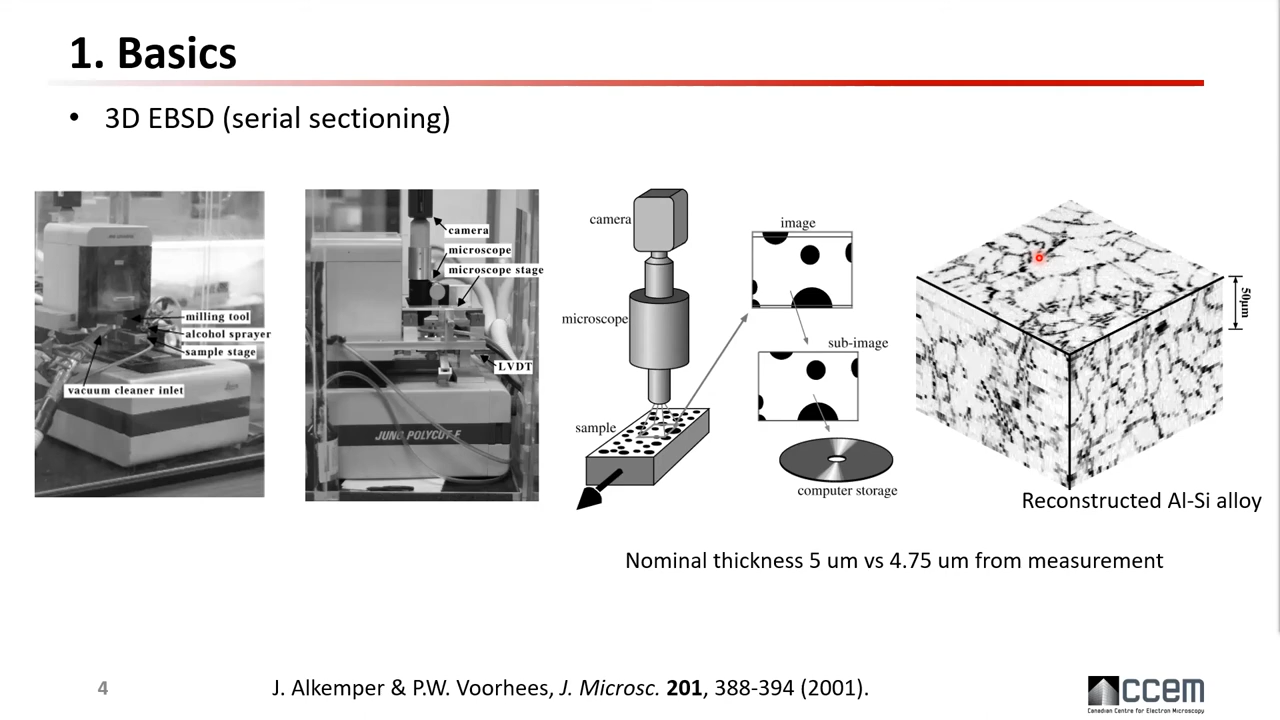 1. Basics
• 3D EBSD (serial sectioning)
milling tool
alcohol sprayer
sample stage
vacuum cleaner inlet
camera
microscope
microscope stage
LVDT
JUNG POLYCUT E
camera
microscope
sample
image
sub-image
computer storage
50µm
Reconstructed Al-Si alloy
Nominal thickness 5 um vs 4.75 um from measurement
4
J. Alkemper & P.W. Voorhees, J. Microsc. 201, 388-394 (2001).
ccem
Canadian Centre for Electron Microscopy